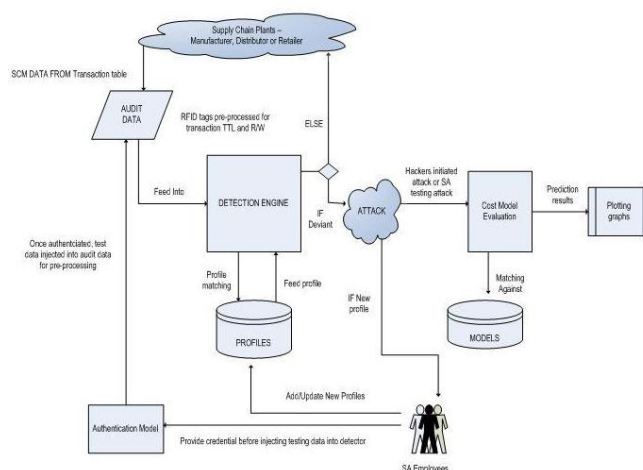 Supply Chain Plants –
Manufacturer, Distributor or Retailer
SCM DATA FROM Transaction table
AUDIT
DATA
RFID tags pre-processed for
transaction TTL and R/W
ELSE
Feed Into
DETECTION ENGINE
IF
Deviant
ATTACK
Hackers initiated
attack or SA
testing attack
Cost Model
Evaluation
Prediction
results
Plotting
graphs
Once authentciated, test
data injected into audit data
for pre-processing
Profile
matching
Feed profile
IF New
profile
Matching
Against
PROFILES
MODELS
Add/Update New Profiles
Authentication Model
Provide credential before injecting testing data into detector
SA Employees